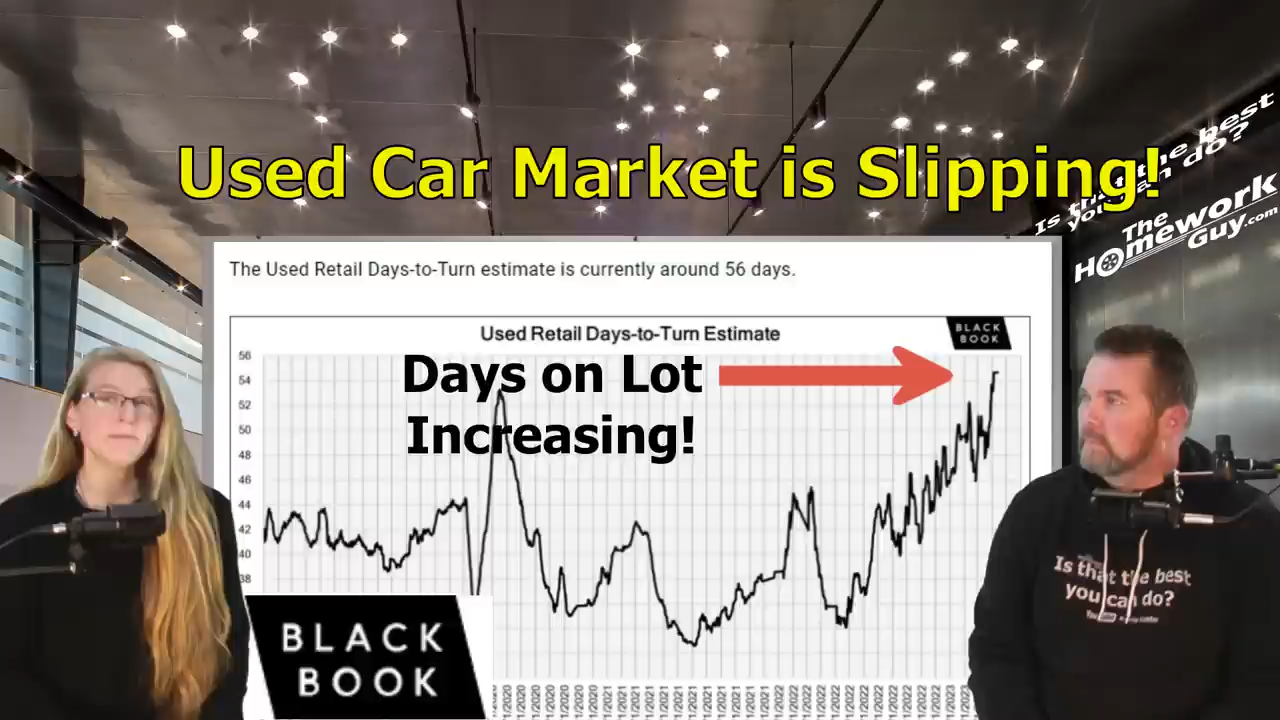 Used Car Market is Slipping!
Is that the best
you can do?
The
Homework
Guy.com
The Used Retail Days-to-Turn estimate is currently around 56 days.
Used Retail Days-to-Turn Estimate
BLACK
BOOK
Days on Lot
Increasing!
56
54
52
50
48
46
44
42
40
38
Is that the best
you can do?
BLACK
BOOK